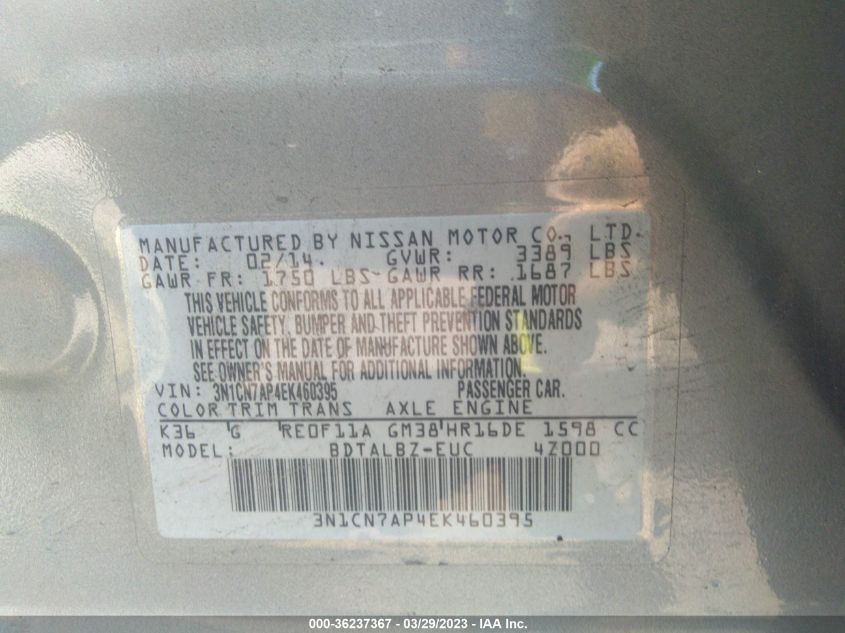 MANUFACTURED BY NISSAN MOTOR CO., LTD.
DATE: 02/14. GVWR: 3389 LBS
GAWR FR: 1750 LBS GAWR RR: 1687 LBS
THIS VEHICLE CONFORMS TO ALL APPLICABLE FEDERAL MOTOR
VEHICLE SAFETY, BUMPER AND THEFT PREVENTION STANDARDS
IN EFFECT ON THE DATE OF MANUFACTURE SHOWN ABOVE.
SEE OWNER'S MANUAL FOR ADDITIONAL INFORMATION.
VIN: 3N1CN7AP4EK460395 PASSENGER CAR.
COLOR TRIM TRANS AXLE ENGINE
K36 G RE0F11A GM38 HR16DE 1598 CC
MODEL: BDTALBZ-EUC 4Z000
3N1CN7AP4EK460395
000-36237367 - 03/29/2023 - IAA Inc.